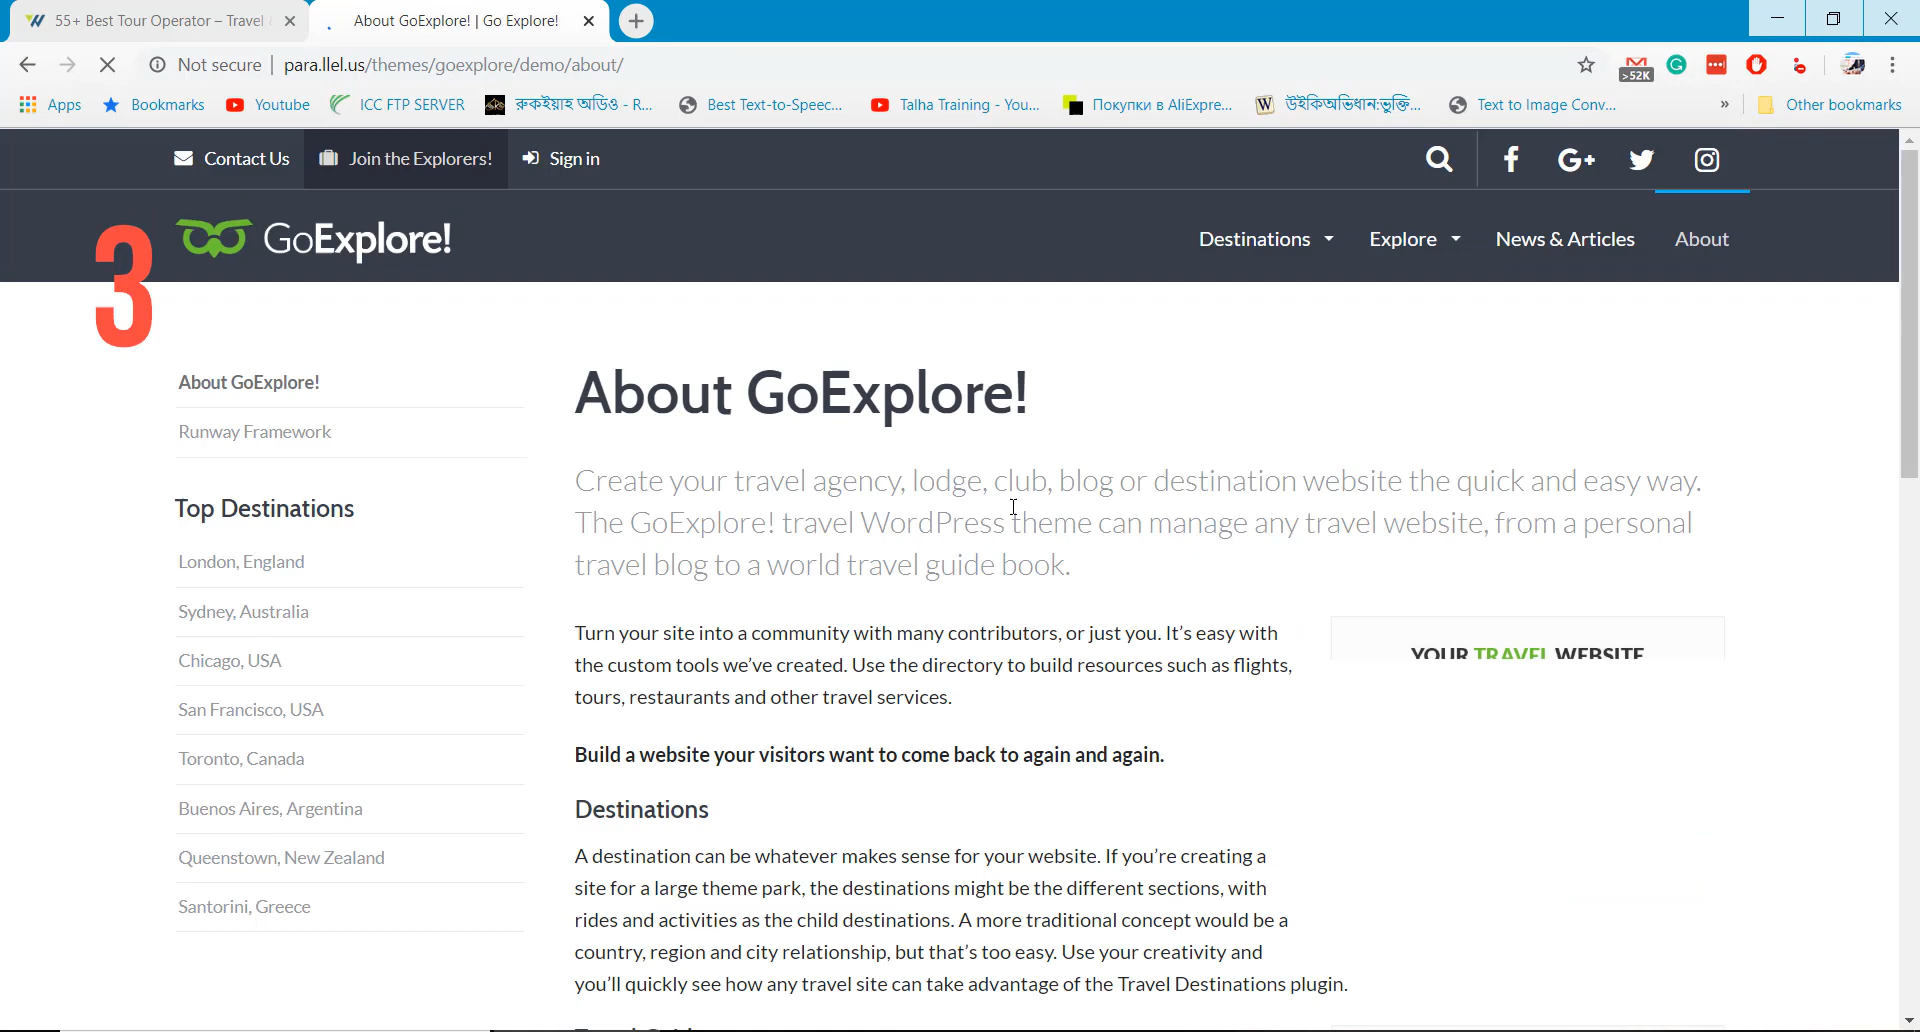 55+ Best Tour Operator – Travel
About GoExplore! | Go Explore!
Not secure | para.llel.us/themes/goexplore/demo/about/
>52K
Apps
Bookmarks
Youtube
ICC FTP SERVER
রুকইয়াহ অডিও - R...
Best Text-to-Speec...
Talha Training - You...
Покупки в AliExpre...
W
উইকিঅভিধান:ভুক্তি...
Text to Image Conv...
»
Other bookmarks
Contact Us
Join the Explorers!
Sign in
3
GoExplore!
Destinations
Explore
News & Articles
About
About GoExplore!
Runway Framework
Top Destinations
London, England
Sydney, Australia
Chicago, USA
San Francisco, USA
Toronto, Canada
Buenos Aires, Argentina
Queenstown, New Zealand
Santorini, Greece
About GoExplore!
Create your travel agency, lodge, club, blog or destination website the quick and easy way.
The GoExplore! travel WordPress theme can manage any travel website, from a personal
travel blog to a world travel guide book.
Turn your site into a community with many contributors, or just you. It’s easy with
the custom tools we’ve created. Use the directory to build resources such as flights,
tours, restaurants and other travel services.
YOUR TRAVEL WEBSITE
Build a website your visitors want to come back to again and again.
Destinations
A destination can be whatever makes sense for your website. If you’re creating a
site for a large theme park, the destinations might be the different sections, with
rides and activities as the child destinations. A more traditional concept would be a
country, region and city relationship, but that’s too easy. Use your creativity and
you’ll quickly see how any travel site can take advantage of the Travel Destinations plugin.